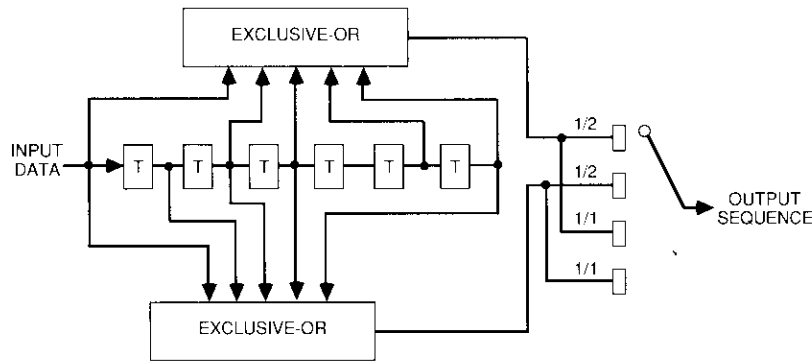 EXCLUSIVE-OR
INPUT
DATA
T T T T T T
1/2
1/2
1/1
1/1
OUTPUT
SEQUENCE
EXCLUSIVE-OR